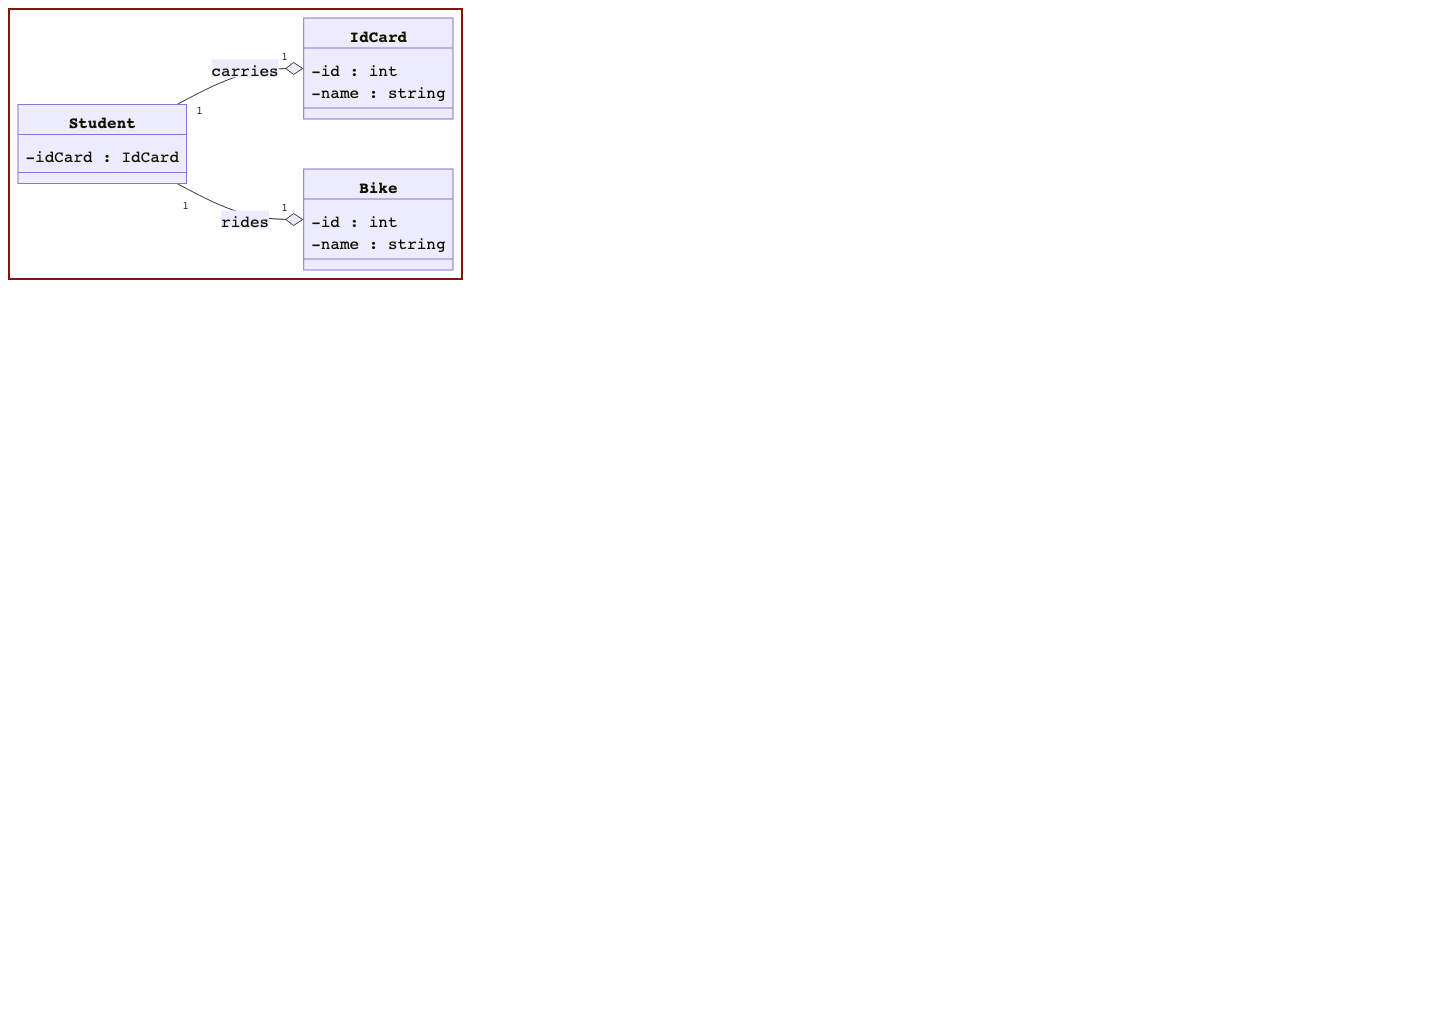 IdCard
-id : int
-name : string
1
carries
1
Student
-idCard : IdCard
Bike
-id : int
-name : string
1
1
rides